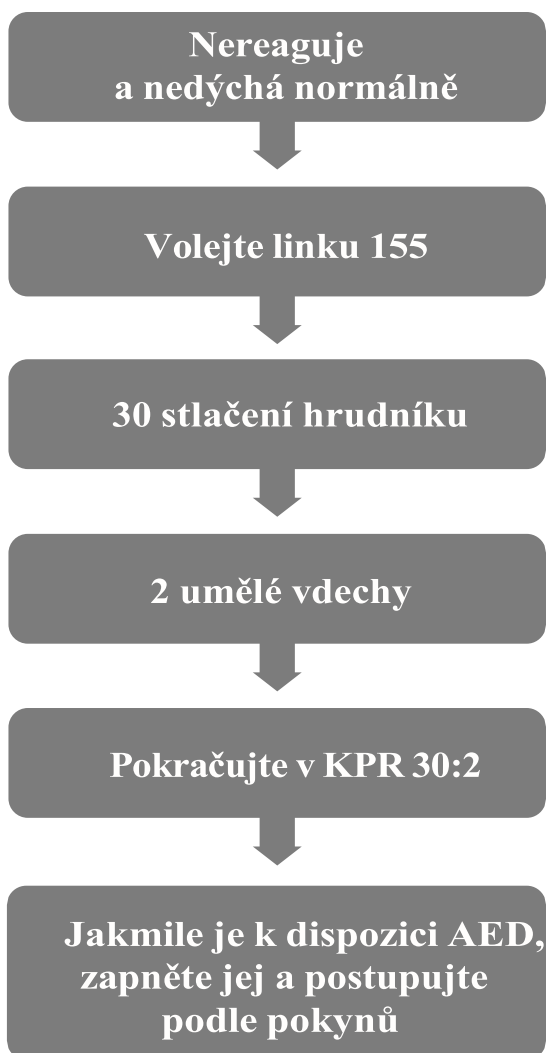 Nereaguje
a nedýchá normálně
Volejte linku 155
30 stlačení hrudníku
2 umělé vdechy
Pokračujte v KPR 30:2
Jakmile je k dispozici AED,
zapněte jej a postupujte
podle pokynů